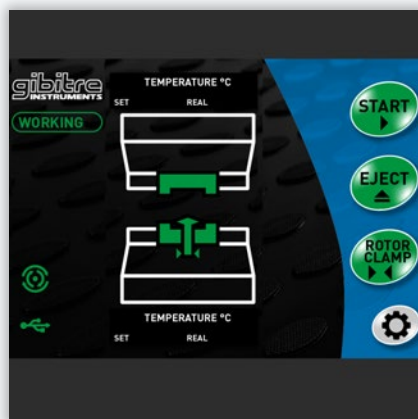 gibitre
INSTRUMENTS
WORKING
TEMPERATURE °C
SET REAL
START
EJECT
ROTOR
CLAMP
TEMPERATURE °C
SET REAL